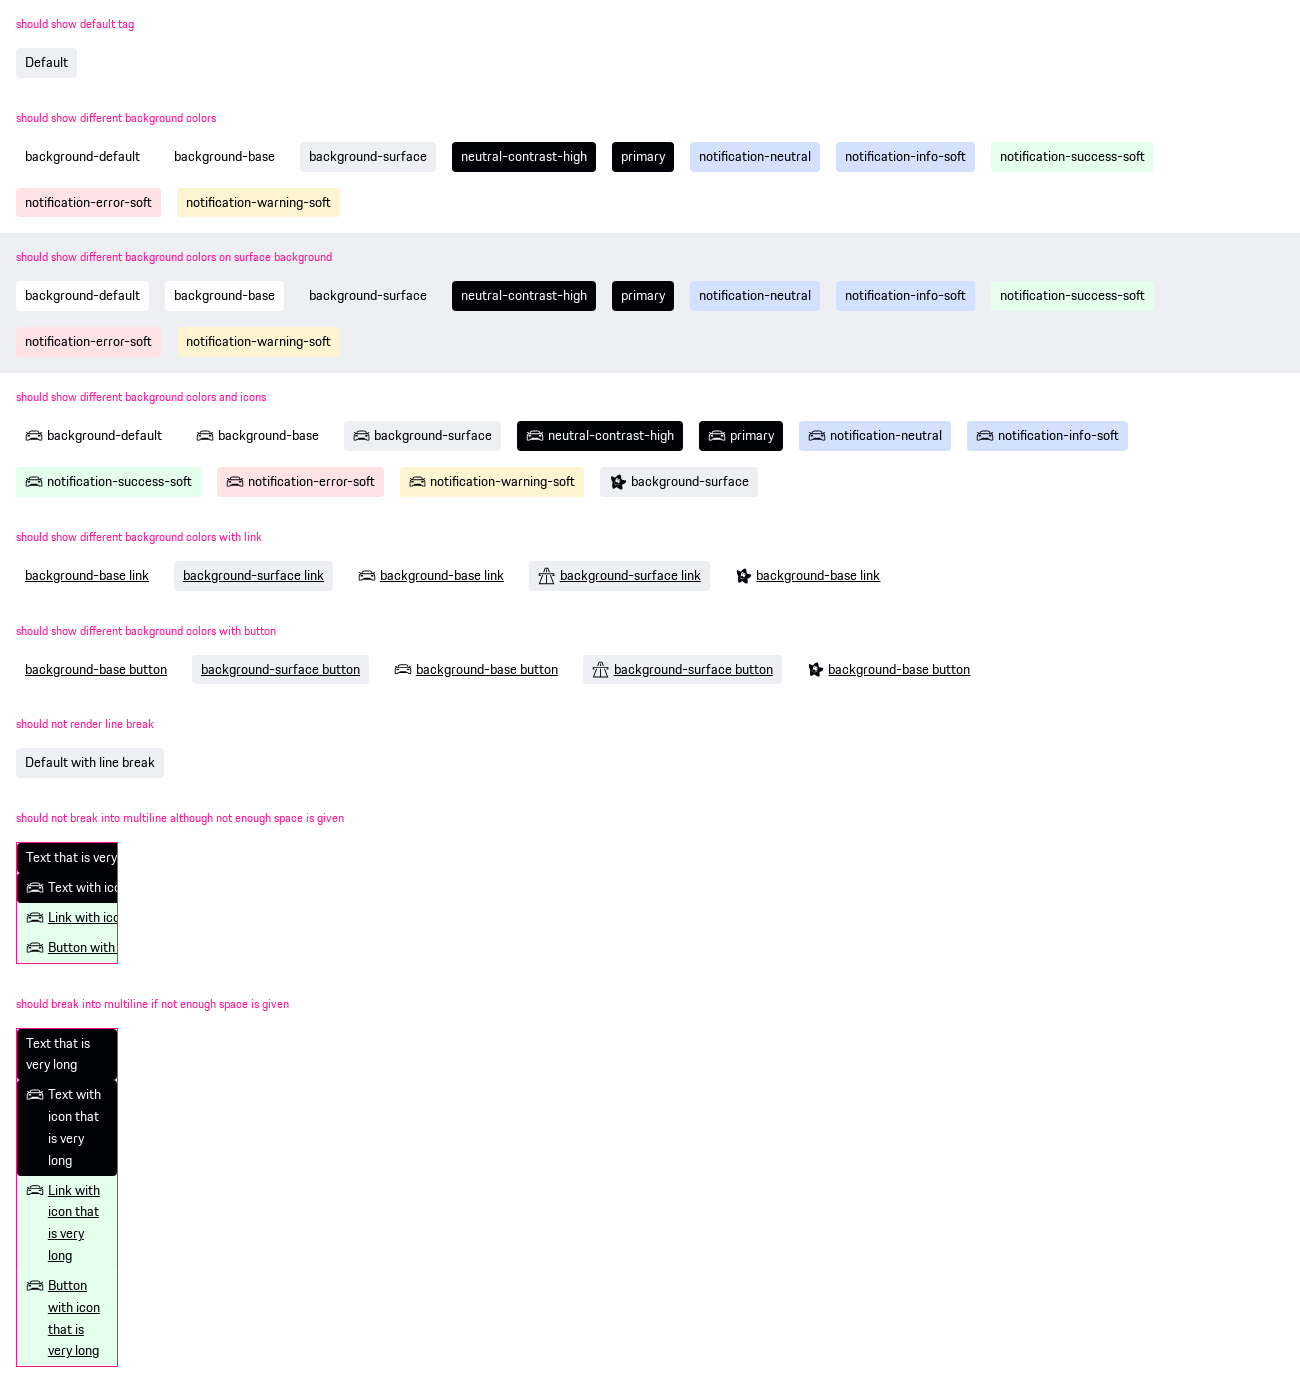 should show default tag
Default
should show different background colors
background-default background-base background-surface neutral-contrast-high primary notification-neutral notification-info-soft notification-success-soft
notification-error-soft notification-warning-soft
should show different background colors on surface background
background-default background-base background-surface neutral-contrast-high primary notification-neutral notification-info-soft notification-success-soft
notification-error-soft notification-warning-soft
should show different background colors and icons
background-default background-base background-surface neutral-contrast-high primary notification-neutral notification-info-soft
notification-success-soft notification-error-soft notification-warning-soft background-surface
should show different background colors with link
background-base link background-surface link background-base link background-surface link background-base link
should show different background colors with button
background-base button background-surface button background-base button background-surface button background-base button
should not render line break
Default with line break
should not break into multiline although not enough space is given
Text that is very
Text with ico
Link with ico
Button with
should break into multiline if not enough space is given
Text that is
very long
Text with
icon that
is very
long
Link with
icon that
is very
long
Button
with icon
that is
very long